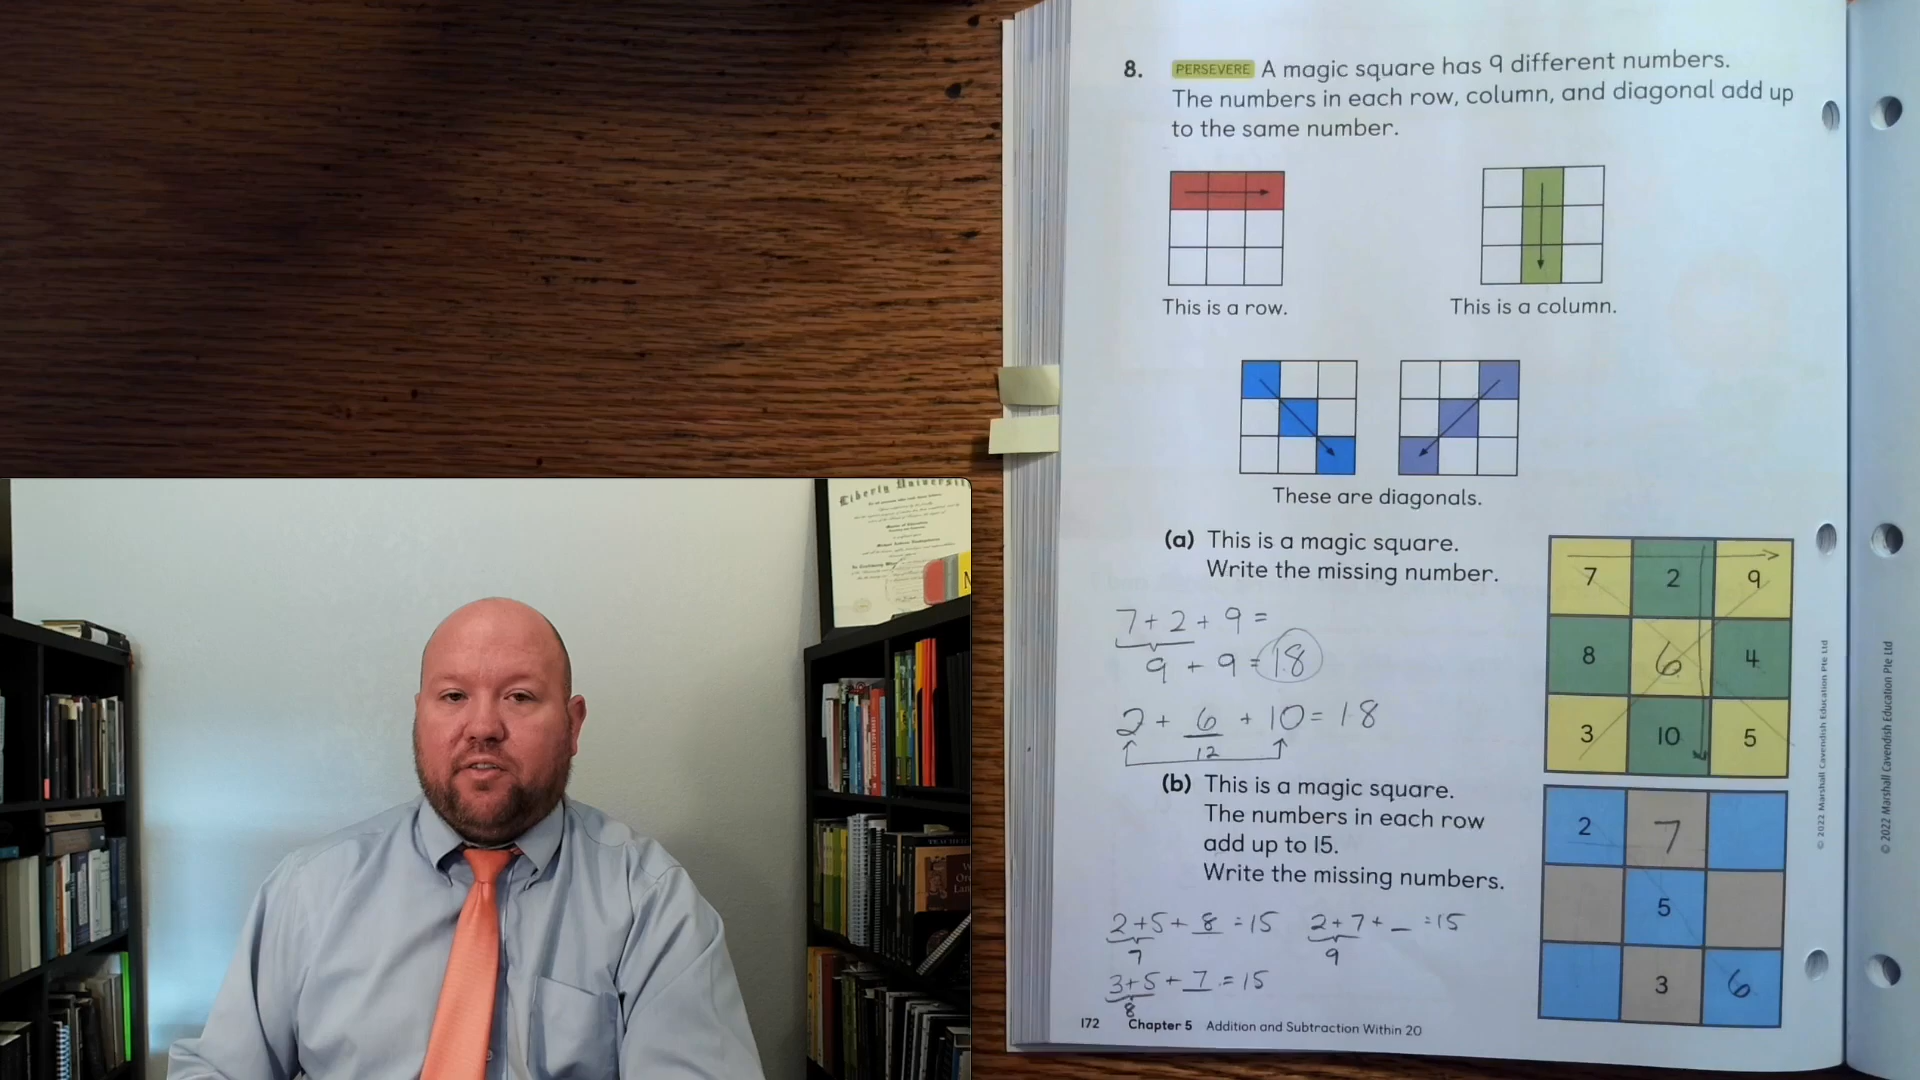 8. PERSEVERE A magic square has 9 different numbers.
The numbers in each row, column, and diagonal add up
to the same number.
This is a row.
This is a column.
These are diagonals.
(a) This is a magic square.
Write the missing number.
7 + 2 + 9 =
9 + 9 = 18
2 + 6 + 10 = 18
12
7 2 9
8 6 4
3 10 5
(b) This is a magic square.
The numbers in each row
add up to 15.
Write the missing numbers.
2+5+ 8 = 15
7
2+7+ _ = 15
9
3+5+ 7 = 15
8
2 7
5
3 6
172 Chapter 5 Addition and Subtraction Within 20
© 2022 Marshall Cavendish Education Pte Ltd
© 2022 Marshall Cavendish Education Pte Ltd
Liberty University